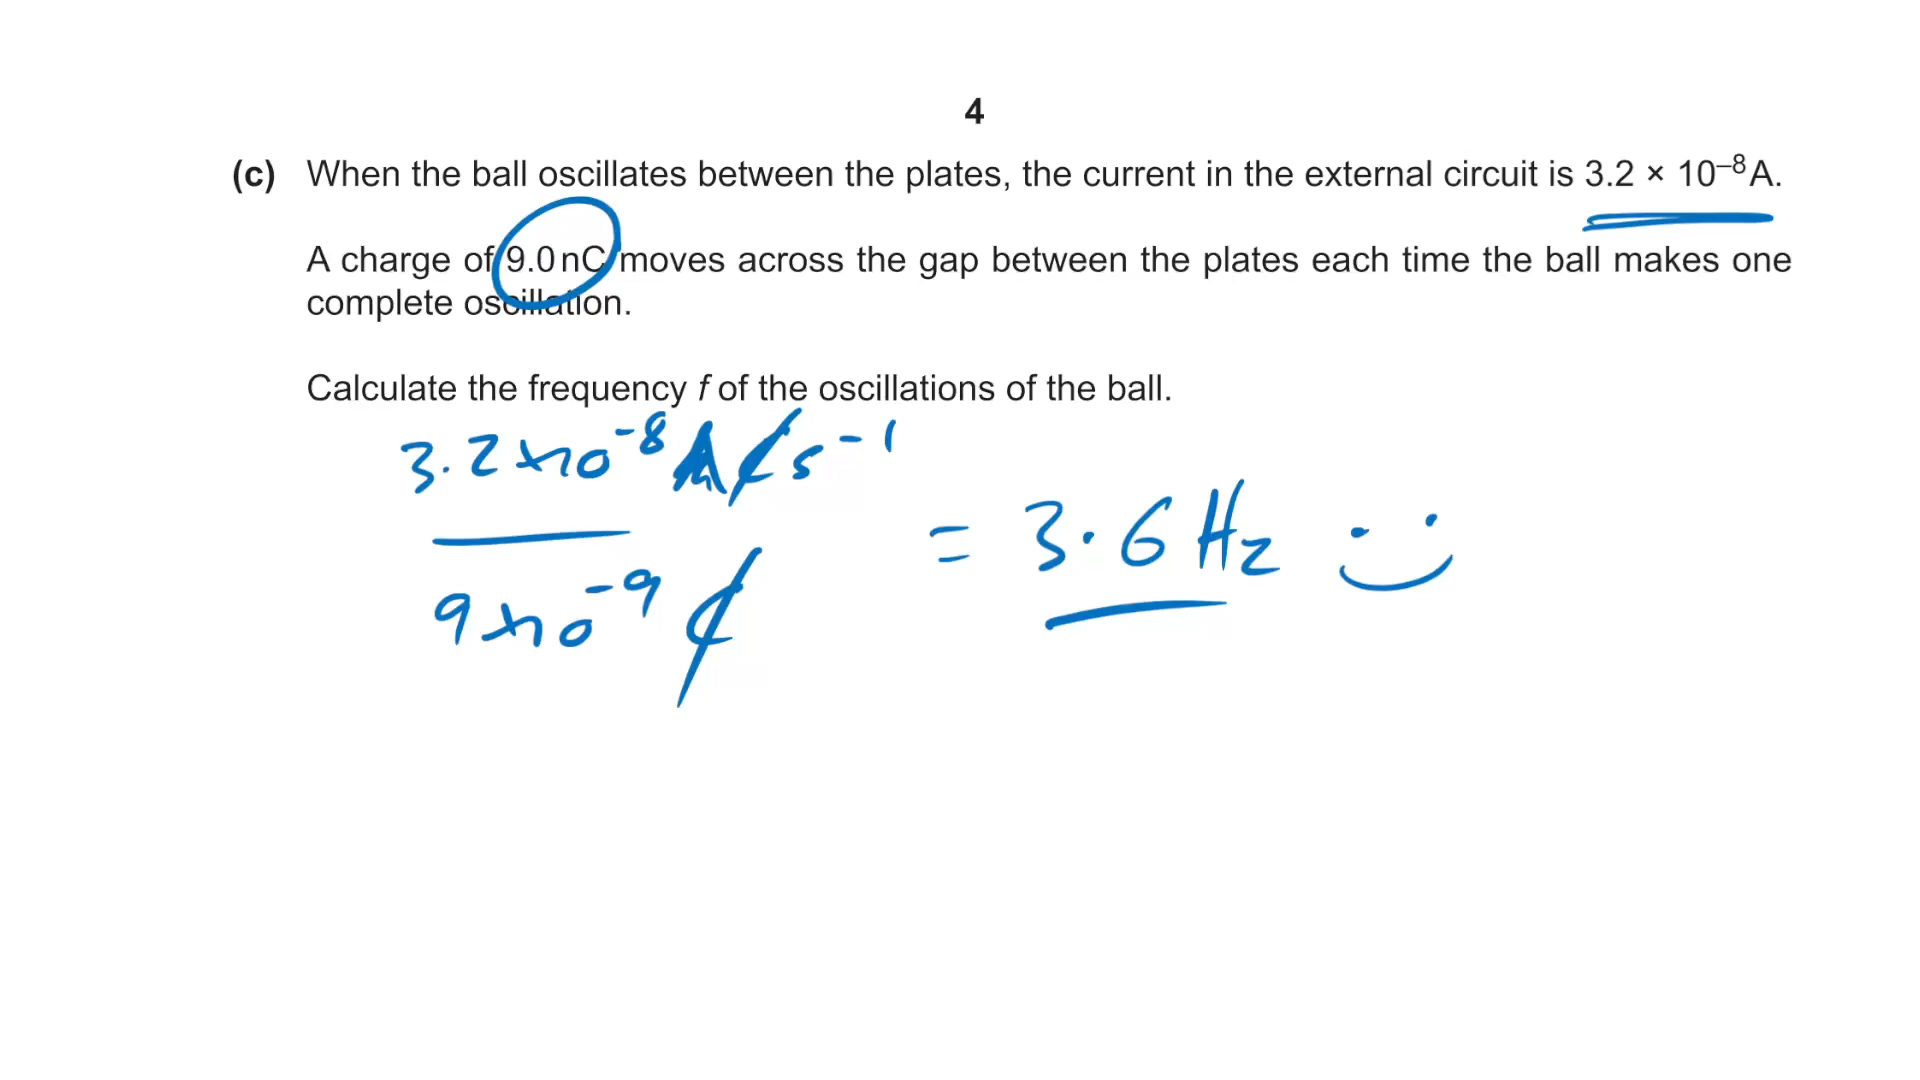 4
(c) When the ball oscillates between the plates, the current in the external circuit is 3.2 × 10⁻⁸ A.
A charge of 9.0 nC moves across the gap between the plates each time the ball makes one
complete oscillation.
Calculate the frequency f of the oscillations of the ball.
3.2×10⁻⁸ A C s⁻¹
= 3.6 Hz
9×10⁻⁹ C